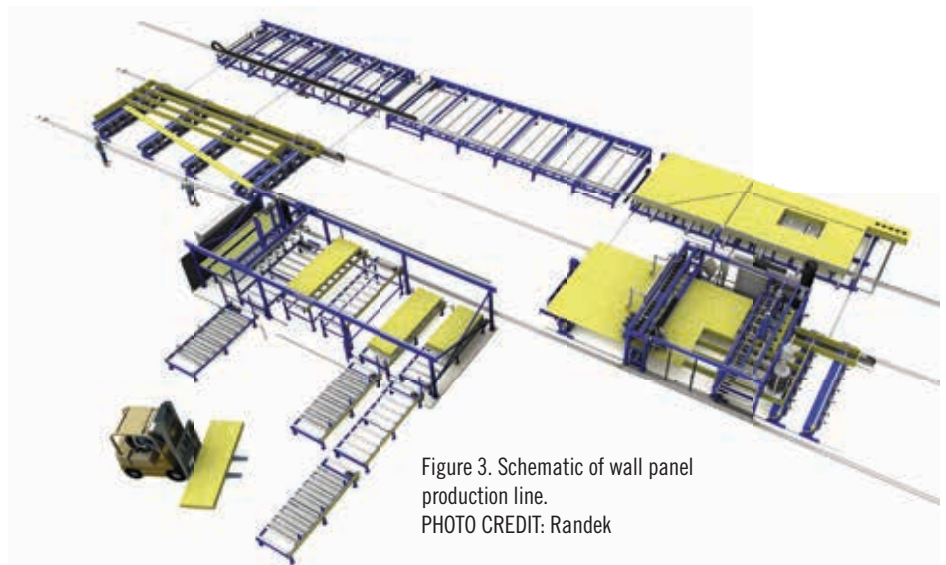 Figure 3. Schematic of wall panel
production line.
PHOTO CREDIT: Randek